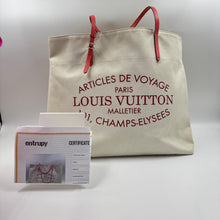 ARTICLES DE VOYAGE
PARIS
LOUIS VUITTON
MALLETIER
101, CHAMPS-ELYSEES
entrupy
CERTIFICATE